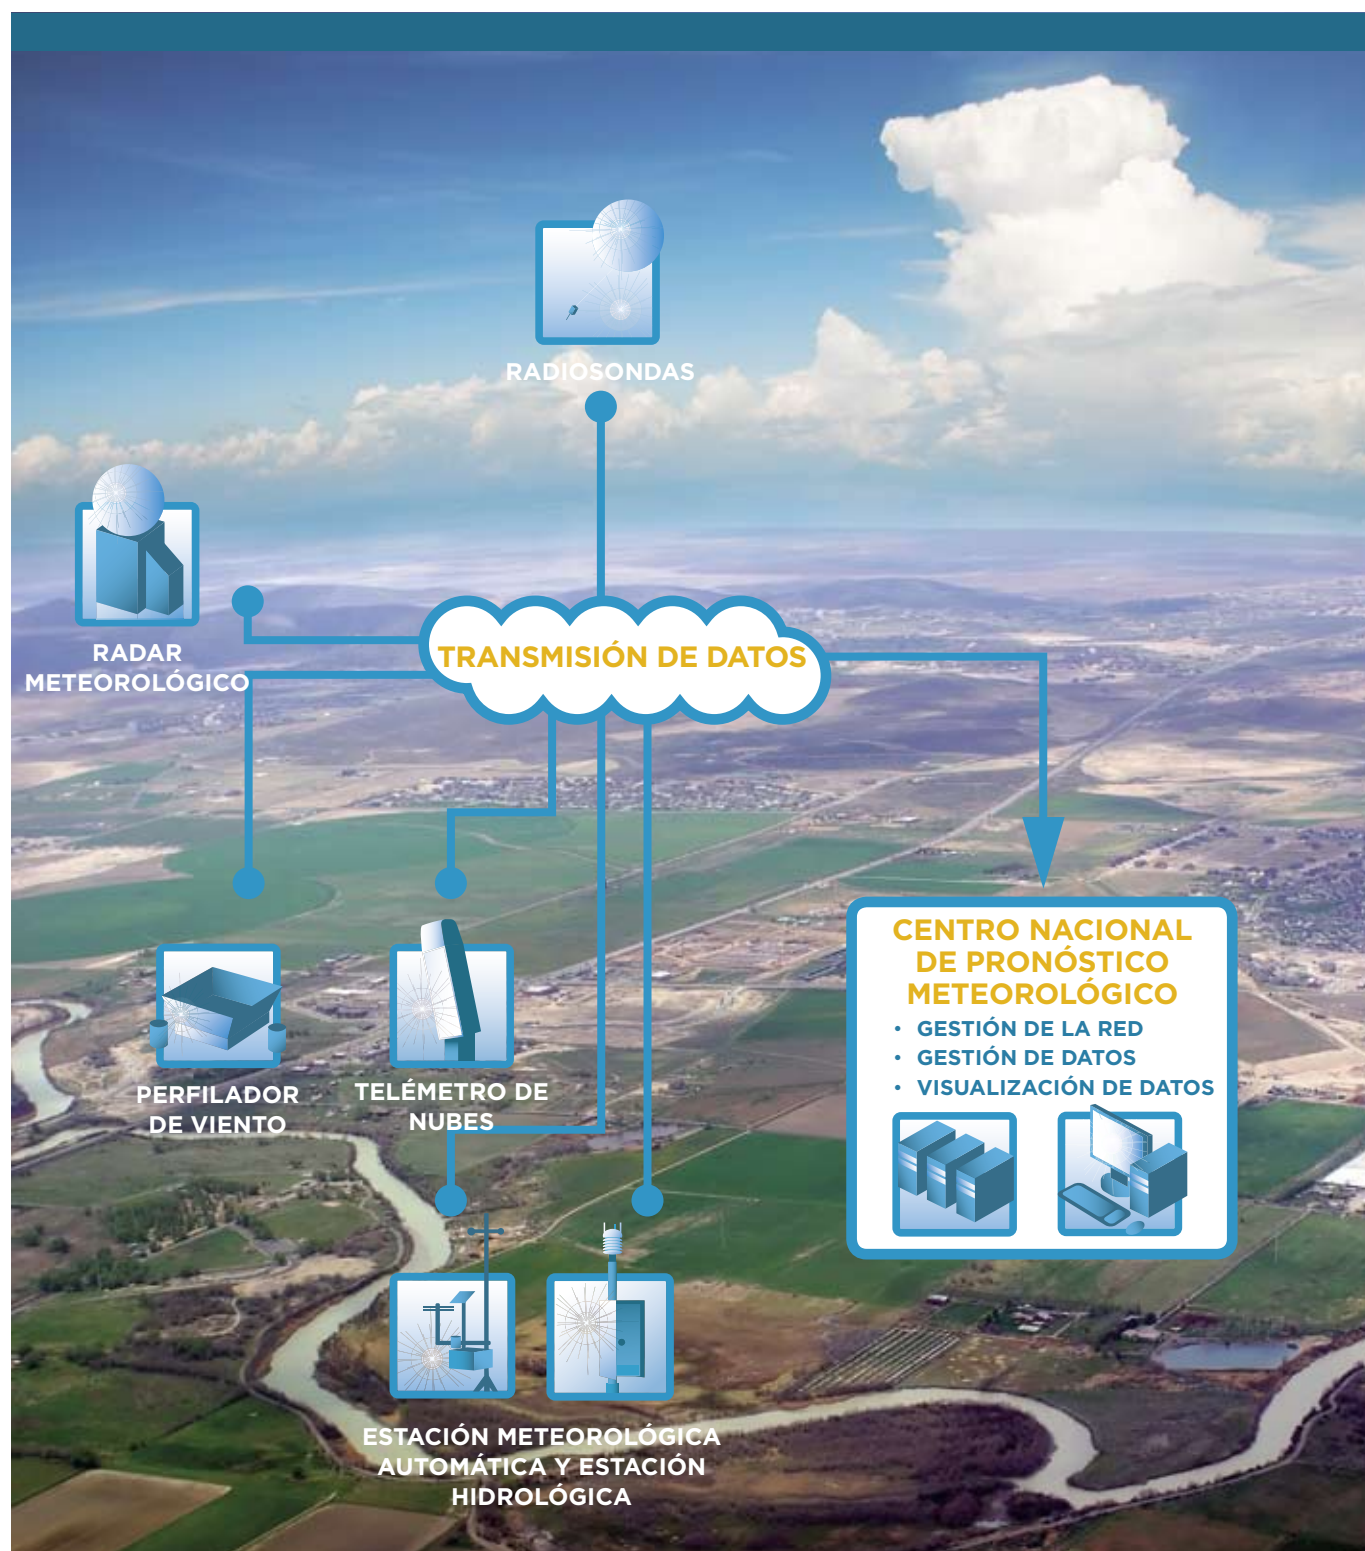 RADIOSONDAS
RADAR
METEOROLÓGICO
TRANSMISIÓN DE DATOS
CENTRO NACIONAL
DE PRONÓSTICO
METEOROLÓGICO
• GESTIÓN DE LA RED
• GESTIÓN DE DATOS
• VISUALIZACIÓN DE DATOS
PERFILADOR
DE VIENTO
TELÉMETRO DE
NUBES
ESTACIÓN METEOROLÓGICA
AUTOMÁTICA Y ESTACIÓN
HIDROLÓGICA